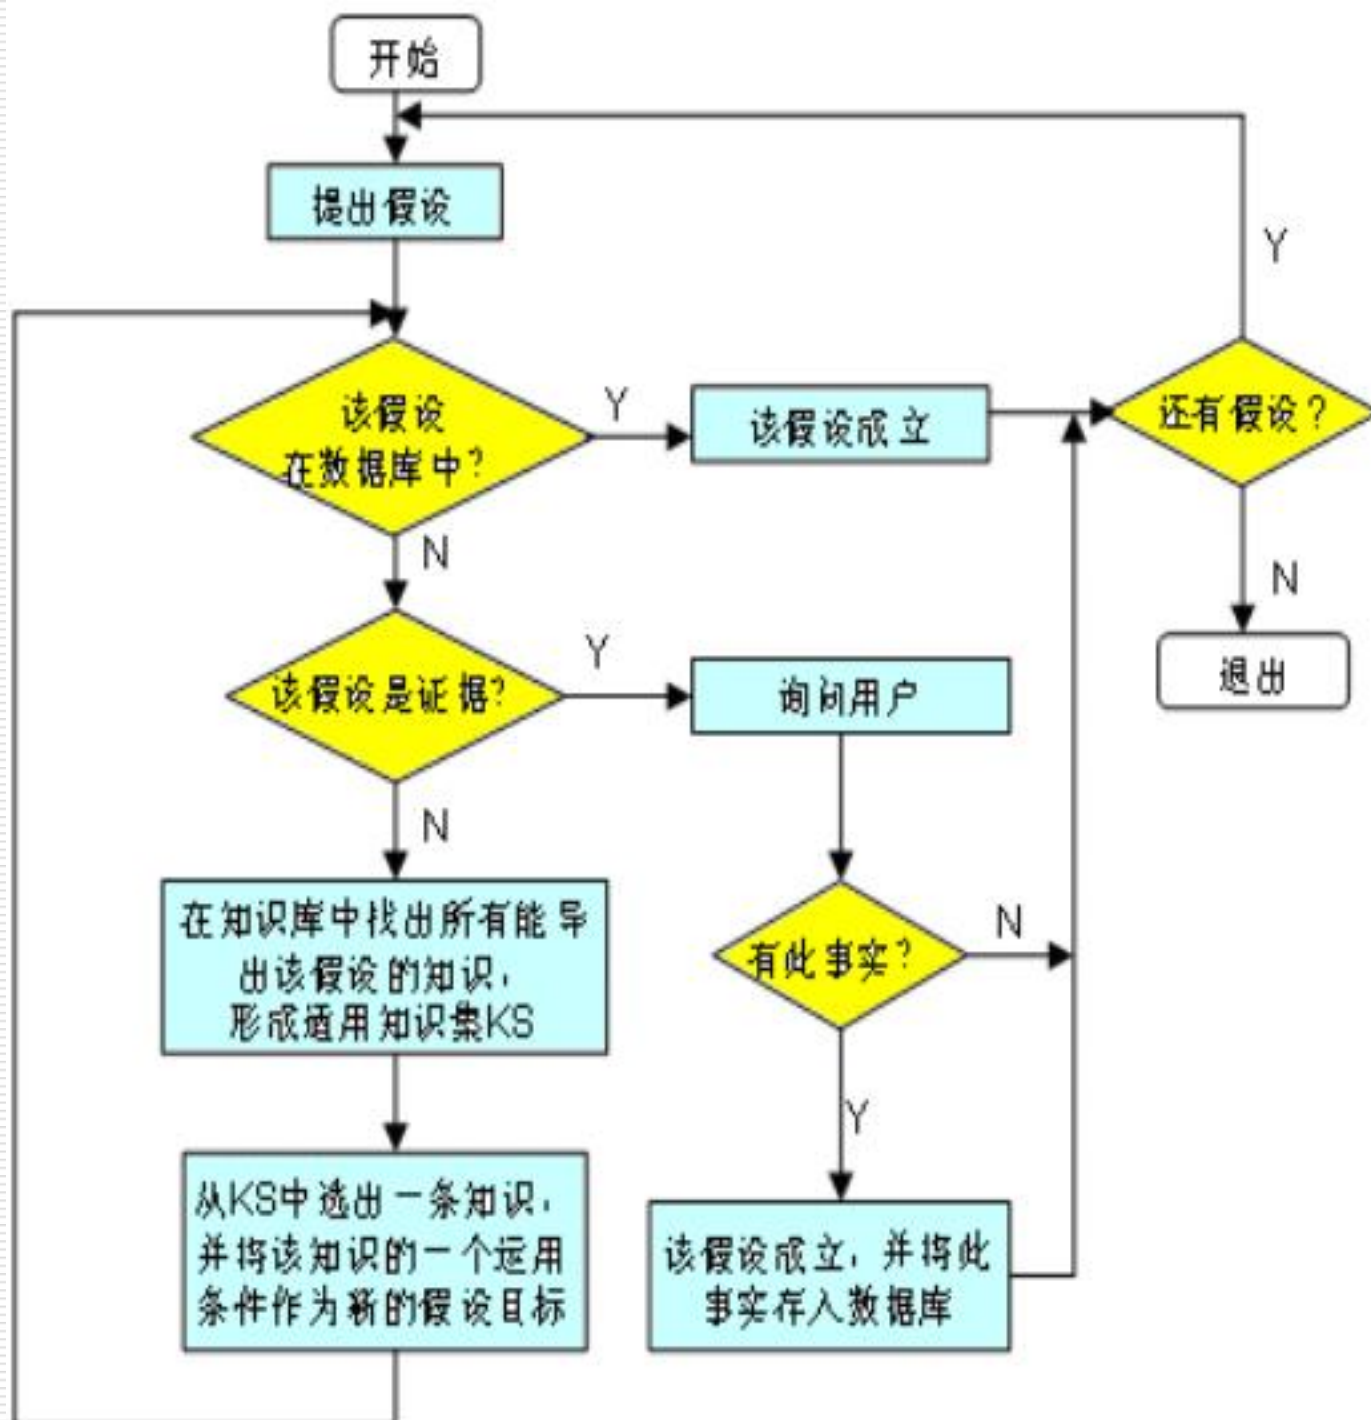 开始
提出假设
Y
该假设
在数据库中?
Y
该假设成立
还有假设?
N
N
退出
该假设是证据?
Y
询问用户
N
在知识库中找出所有能导
出该假设的知识,
形成适用知识集KS
有此事实?
N
Y
从KS中选出一条知识,
并将该知识的一个运用
条件作为新的假设目标
该假设成立, 并将此
事实存入数据库